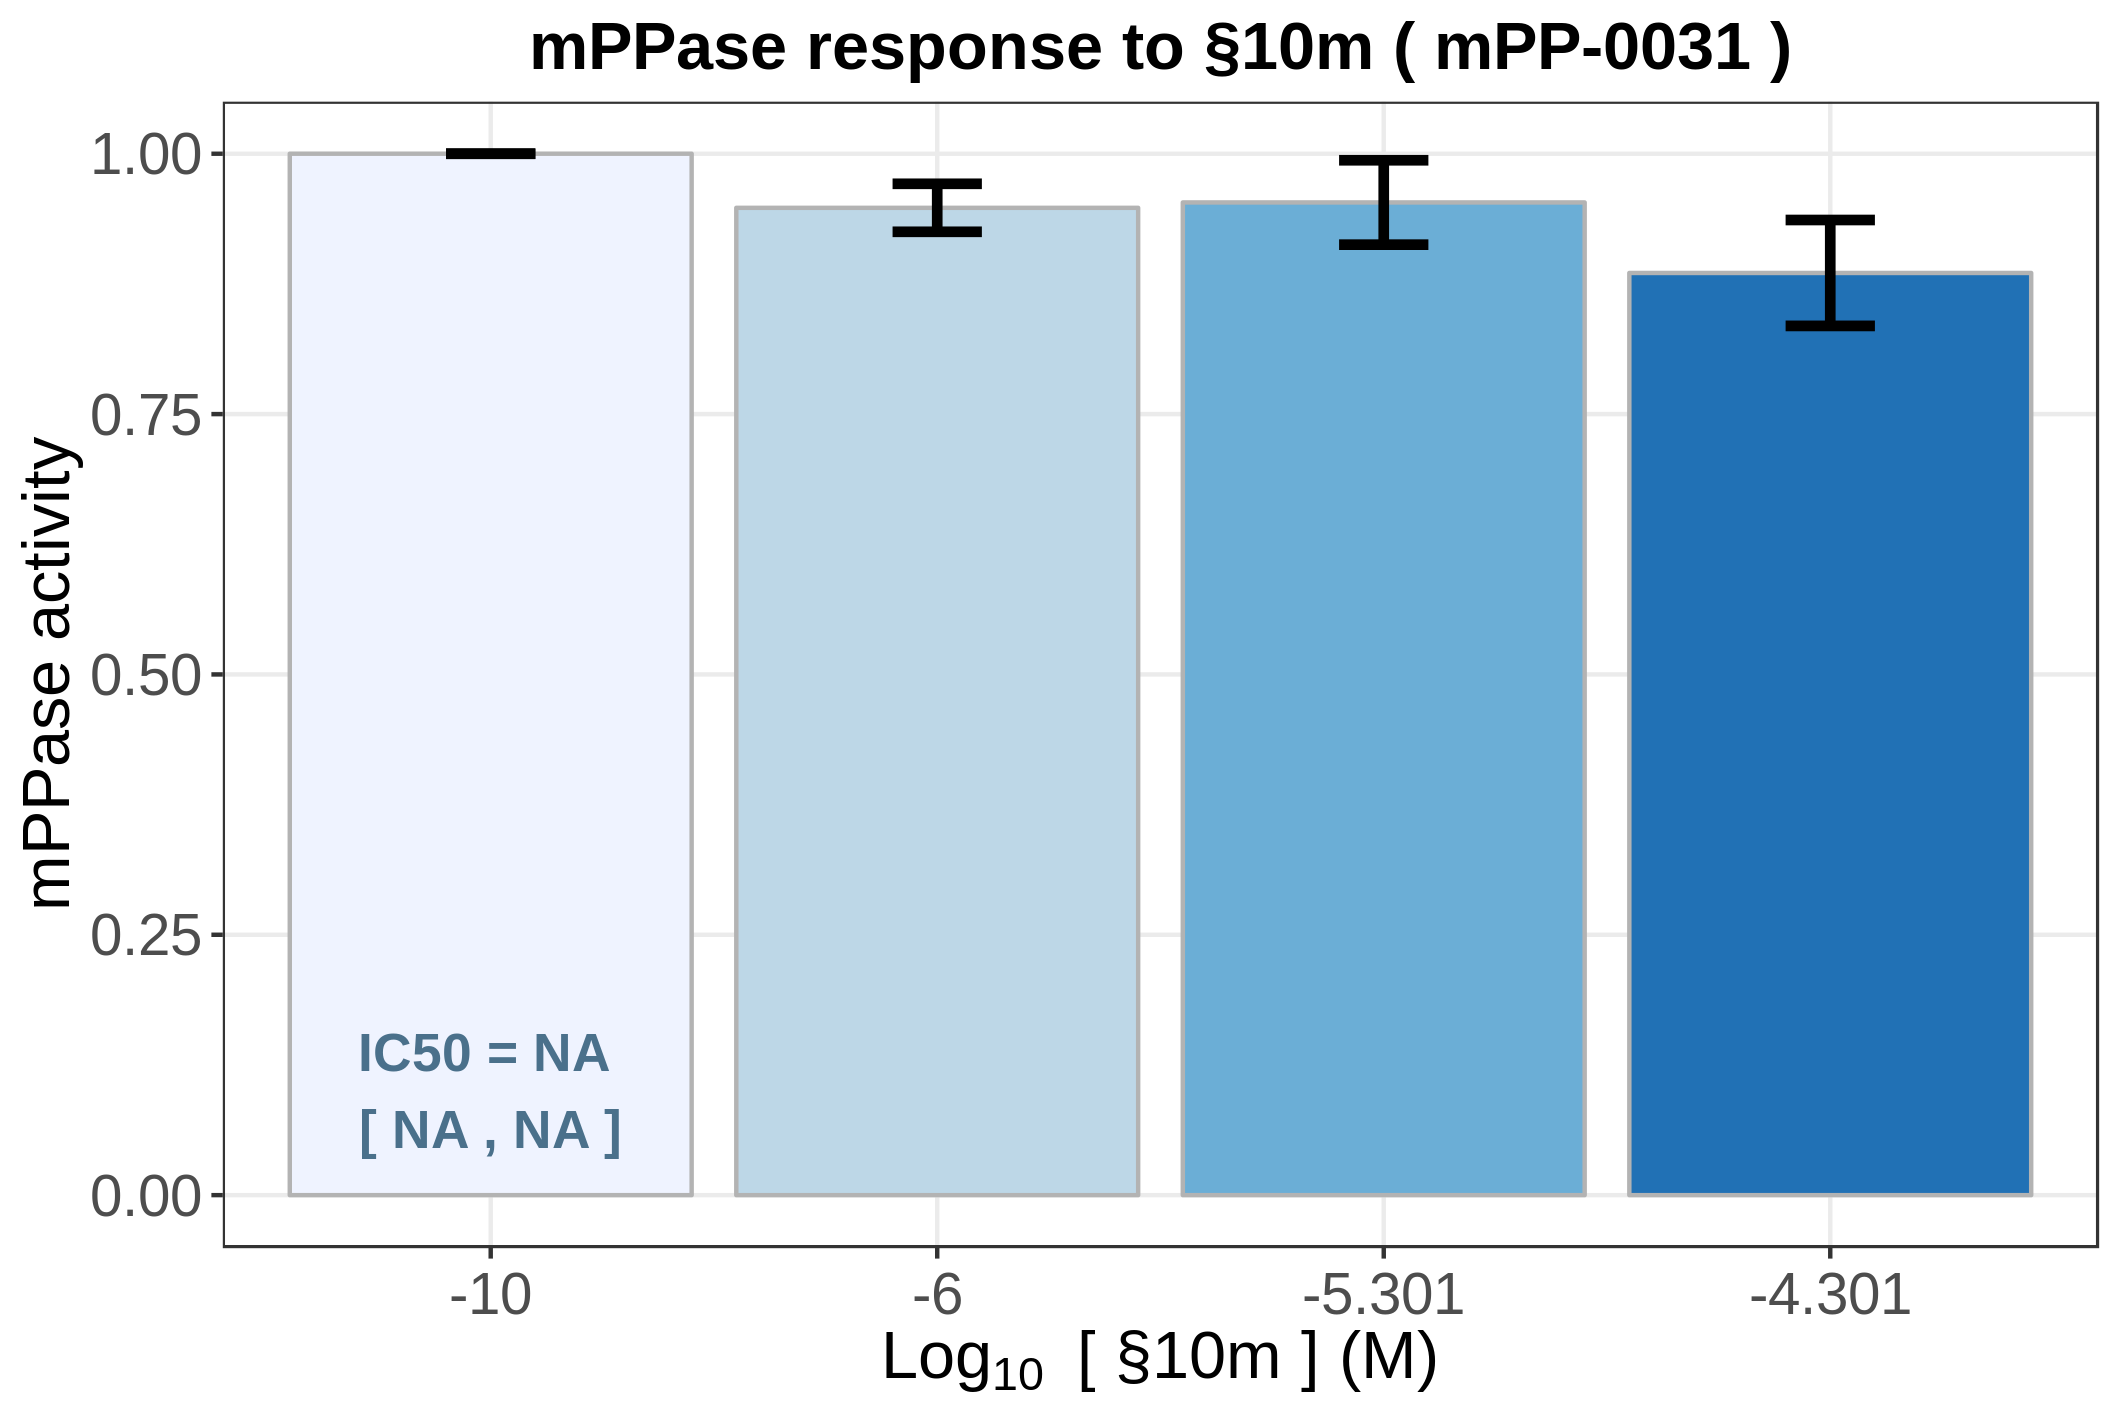 mPPase response to §10m ( mPP-0031 )
mPPase activity
1.00
0.75
0.50
0.25
0.00
IC50 = NA
[ NA , NA ]
-10
-6
-5.301
-4.301
Log₁₀ [ §10m ] (M)